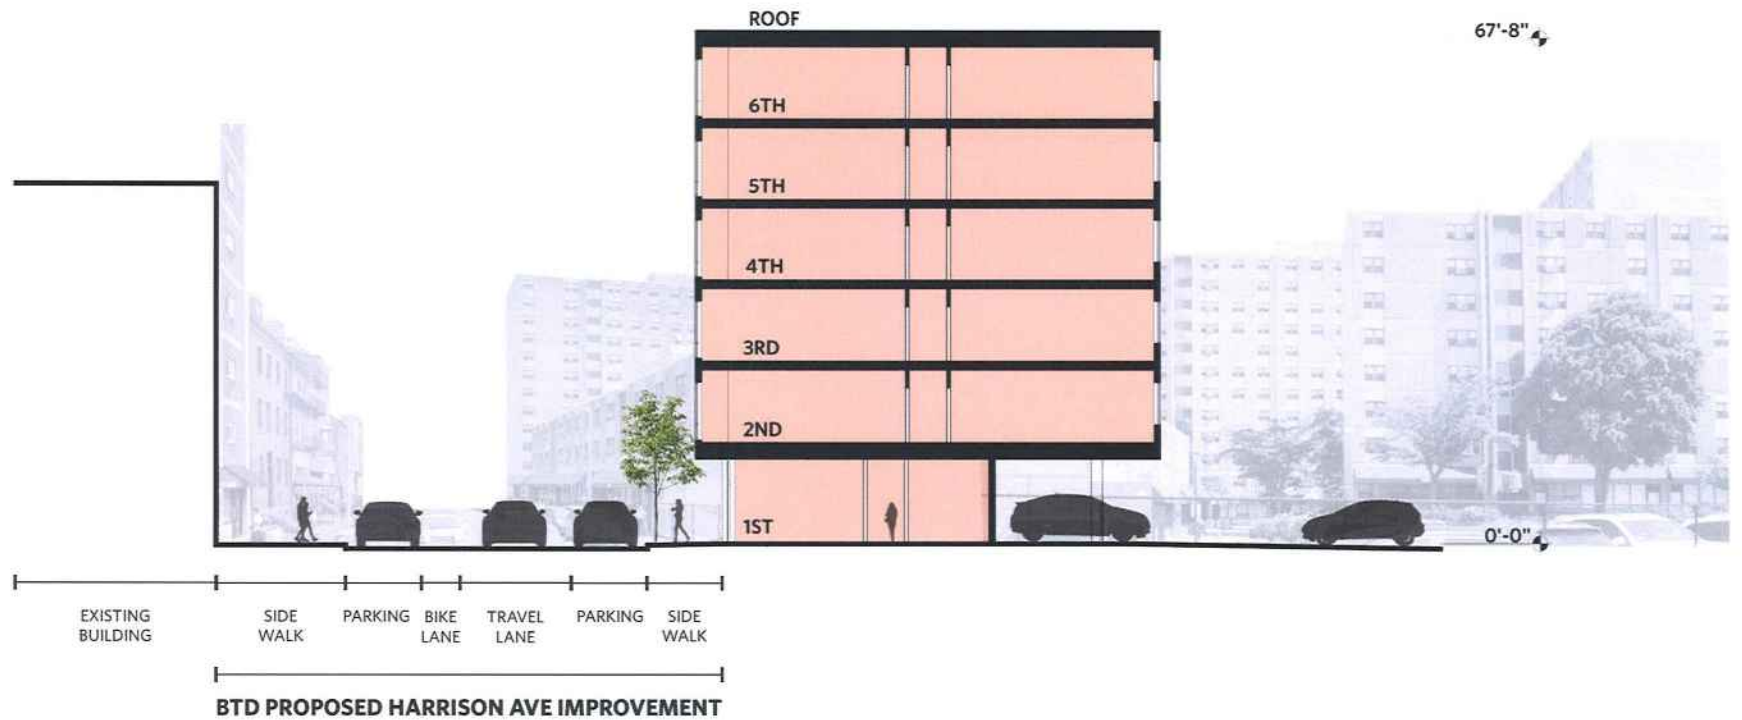 ROOF
67'-8"
6TH
5TH
4TH
3RD
2ND
1ST
0'-0"
EXISTING
BUILDING
SIDE
WALK
PARKING
BIKE
LANE
TRAVEL
LANE
PARKING
SIDE
WALK
BTD PROPOSED HARRISON AVE IMPROVEMENT